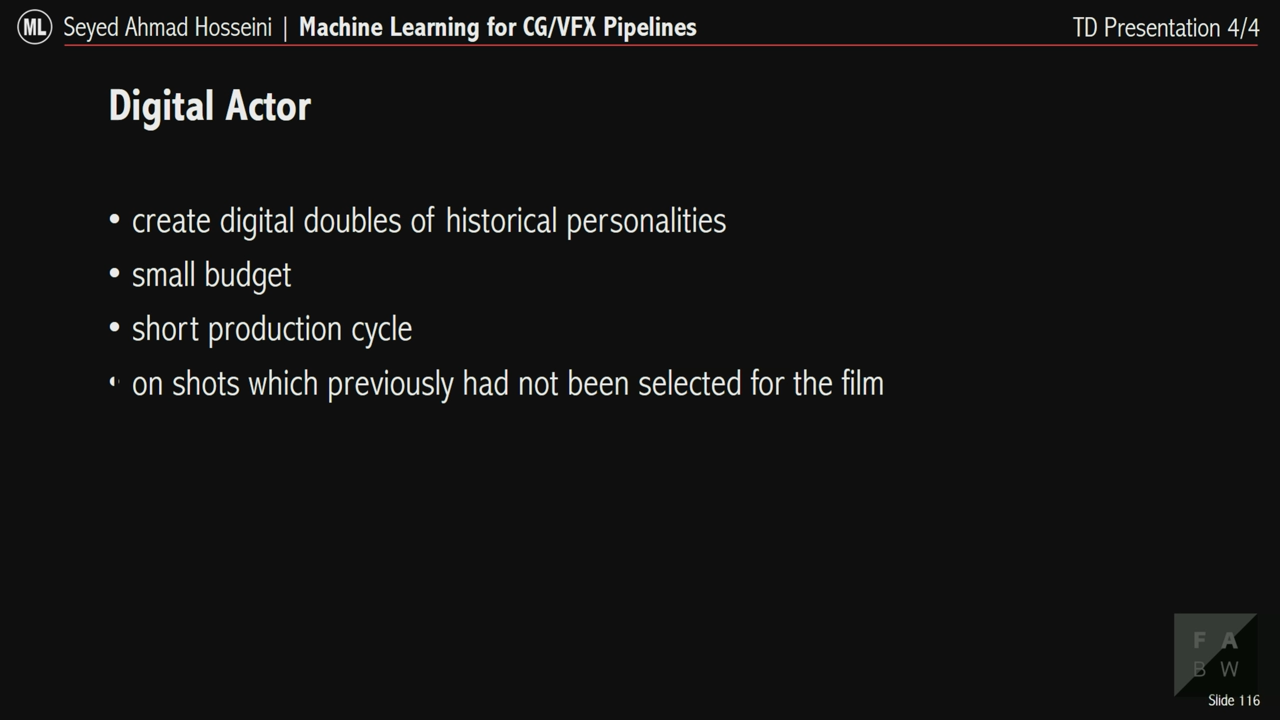 ML Seyed Ahmad Hosseini | Machine Learning for CG/VFX Pipelines TD Presentation 4/4
Digital Actor
• create digital doubles of historical personalities
• small budget
• short production cycle
• on shots which previously had not been selected for the film
F A
B W
Slide 116